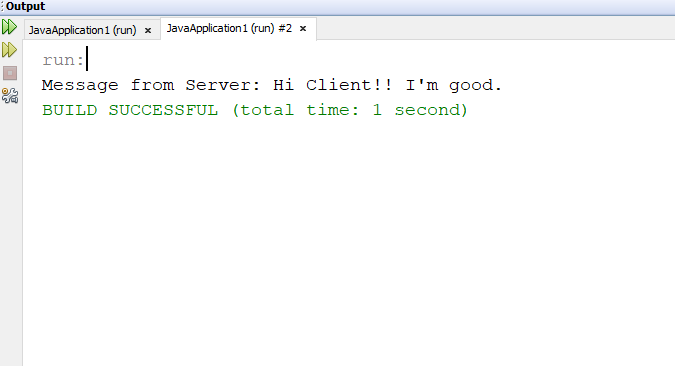 Output
JavaApplication1 (run) × JavaApplication1 (run) #2 ×
run:
Message from Server: Hi Client!! I'm good.
BUILD SUCCESSFUL (total time: 1 second)